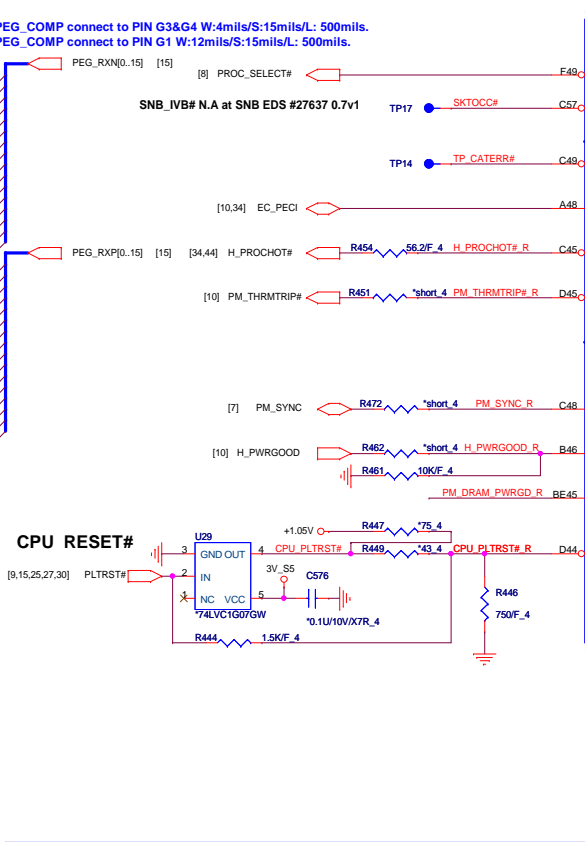 PEG_COMP connect to PIN G3&G4 W:4mils/S:15mils/L: 500mils.
PEG_COMP connect to PIN G1 W:12mils/S:15mils/L: 500mils.
PEG_RXN[0..15] [15]
[8] PROC_SELECT# F49
SNB_IVB# N.A at SNB EDS #27637 0.7v1
TP17 SKTOCC# C57
TP14 TP_CATERR# C49
[10,34] EC_PECI A48
PEG_RXP[0..15] [15] [34,44] H_PROCHOT# R454 56.2/F_4 H_PROCHOT#_R C45
[10] PM_THRMTRIP# R451 *short_4 PM_THRMTRIP#_R D45
[7] PM_SYNC R472 *short_4 PM_SYNC_R C48
[10] H_PWRGOOD R462 *short_4 H_PWRGOOD_R B46
R461 10K/F_4
PM_DRAM_PWRGD_R BE45
+1.05V R447 *75_4
CPU RESET# U29
3 GND OUT 4 CPU_PLTRST# R449 *43_4 CPU_PLTRST#_R D44
[9,15,25,27,30] PLTRST# 2 IN 3V_S5 C576
1 NC VCC 5 R446
*74LVC1G07GW *0.1U/10V/X7R_4 750/F_4
R444 1.5K/F_4